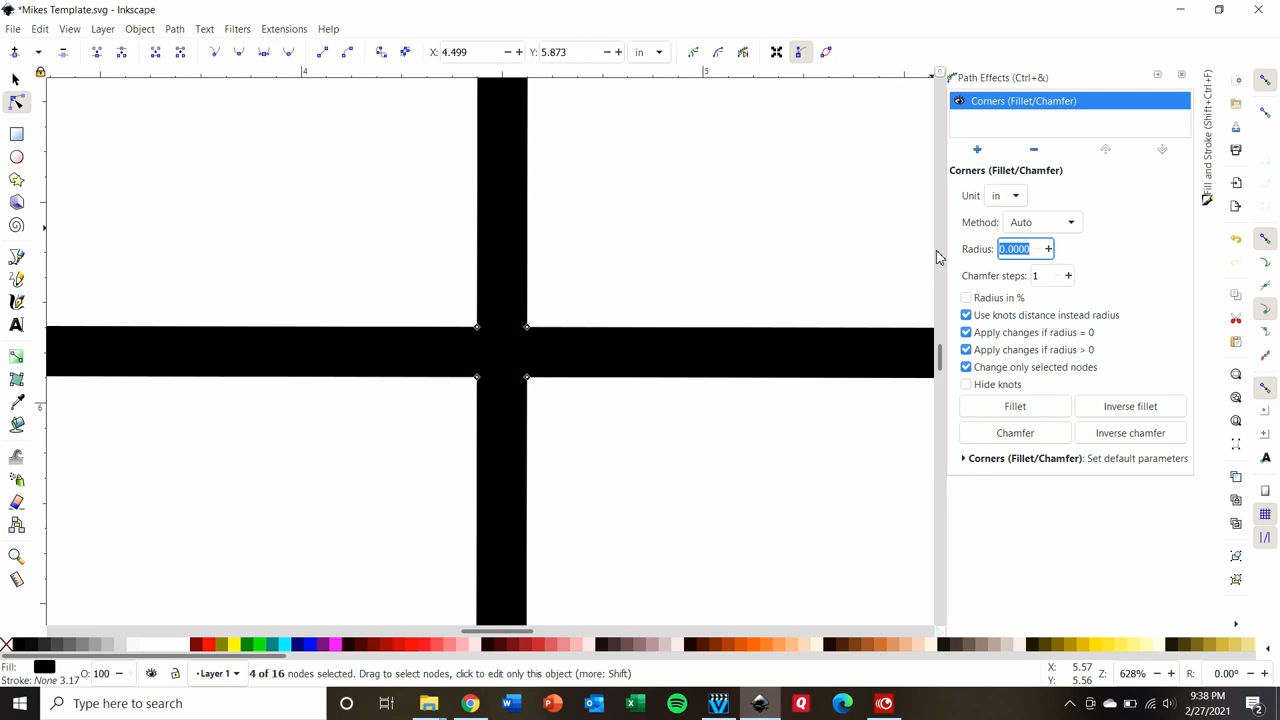 *Mikes Template.svg - Inkscape
File Edit View Layer Object Path Text Filters Extensions Help
X: 4.499 Y: 5.873 in
4 5
6
Path Effects (Ctrl+&)
Corners (Fillet/Chamfer)
Corners (Fillet/Chamfer)
Unit in
Method: Auto
Radius: 0.0000
Chamfer steps: 1
Radius in %
Use knots distance instead radius
Apply changes if radius = 0
Apply changes if radius > 0
Change only selected nodes
Hide knots
Fillet Inverse fillet
Chamfer Inverse chamfer
Corners (Fillet/Chamfer): Set default parameters
Fill and Stroke (Shift+Ctrl+F)
Fill:
Stroke: None 3.17
O: 100
Layer 1
4 of 16 nodes selected. Drag to select nodes, click to edit only this object (more: Shift)
X: 5.57
Y: 5.56
Z: 628%
R: 0.00°
Type here to search
9:38 PM
2/27/2021
2